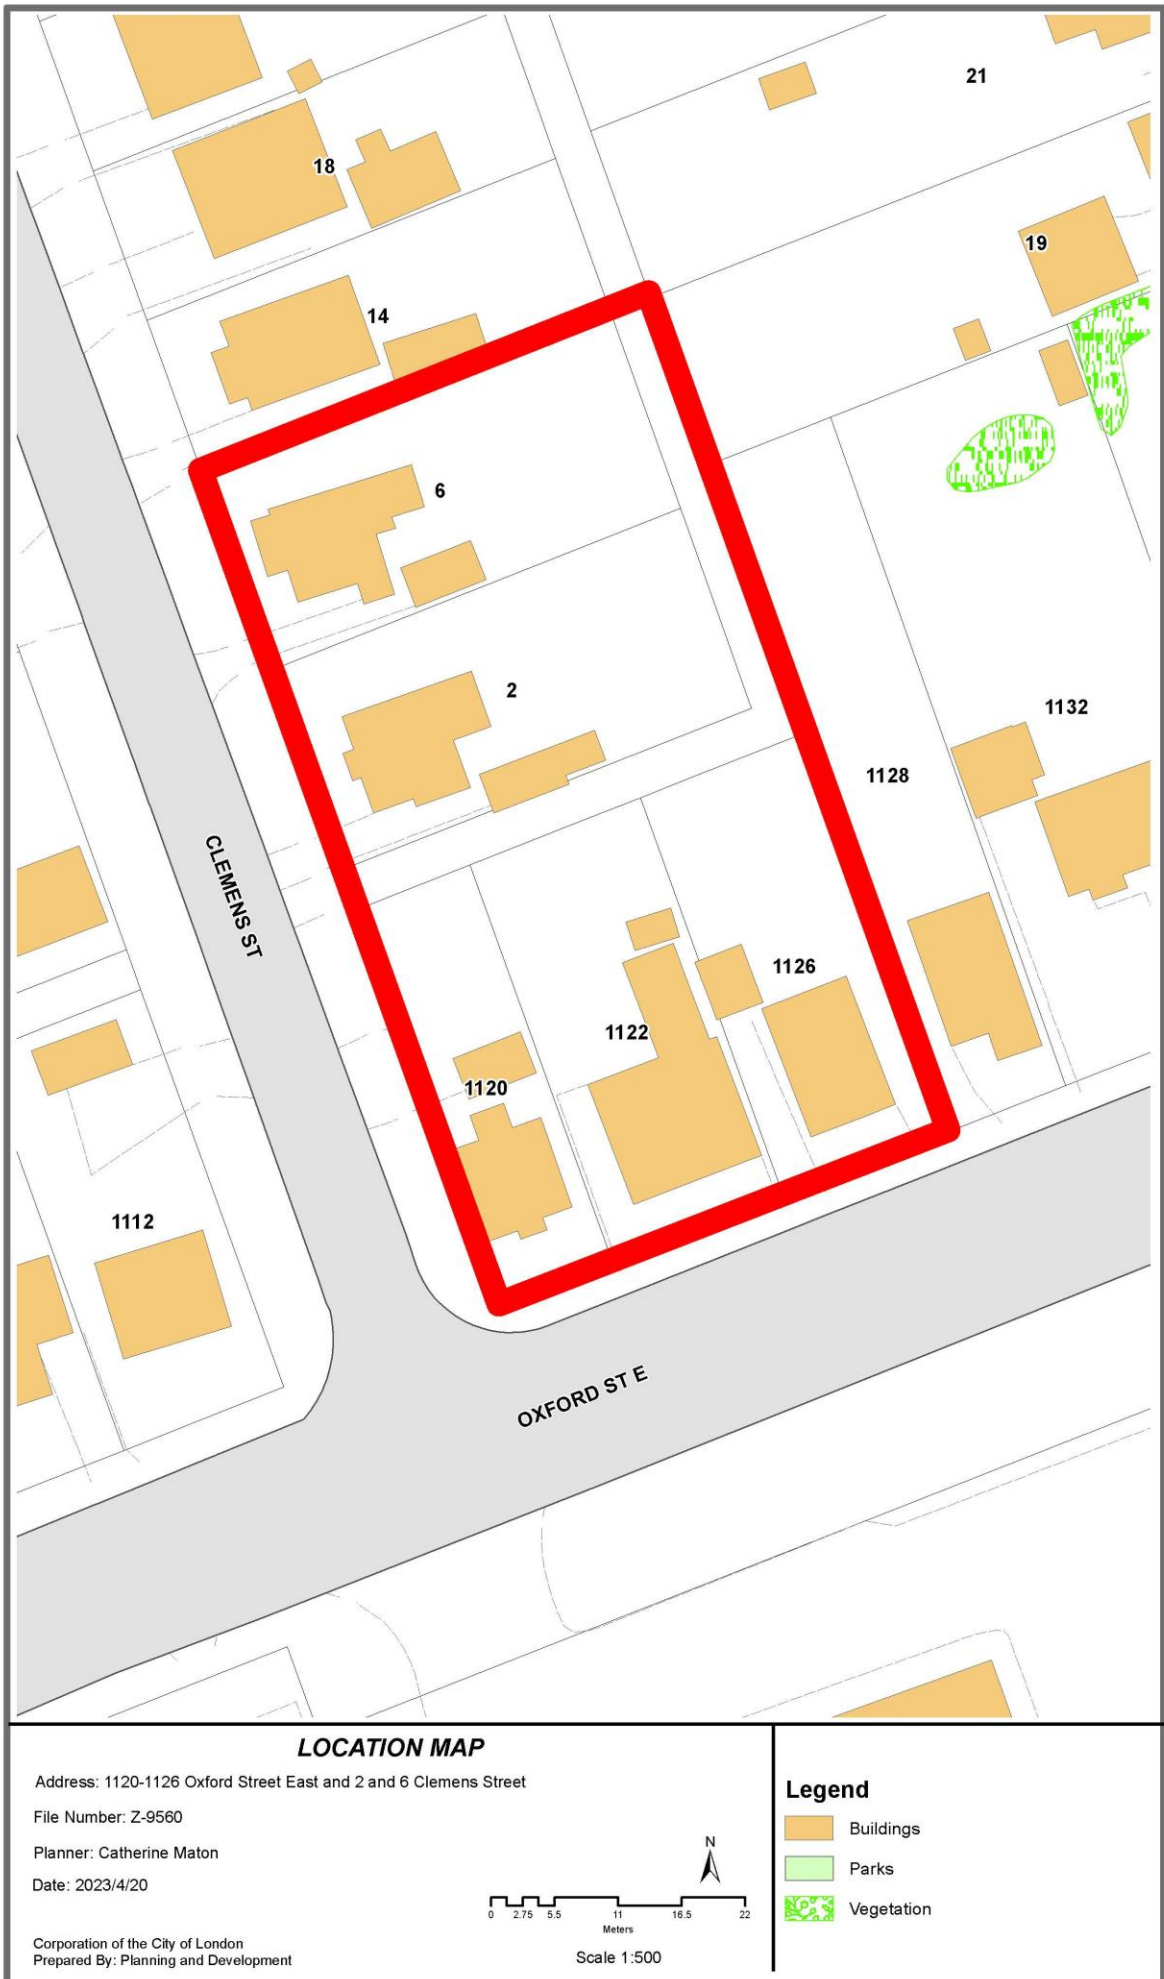 21
18
19
14
6
2
1132
1128
CLEMENS ST
1126
1122
1120
1112
OXFORD ST E
LOCATION MAP
Address: 1120-1126 Oxford Street East and 2 and 6 Clemens Street
File Number: Z-9560
Planner: Catherine Maton
Date: 2023/4/20
Corporation of the City of London
Prepared By: Planning and Development
N
0 2.75 5.5 11 16.5 22
Meters
Scale 1:500
Legend
Buildings
Parks
Vegetation